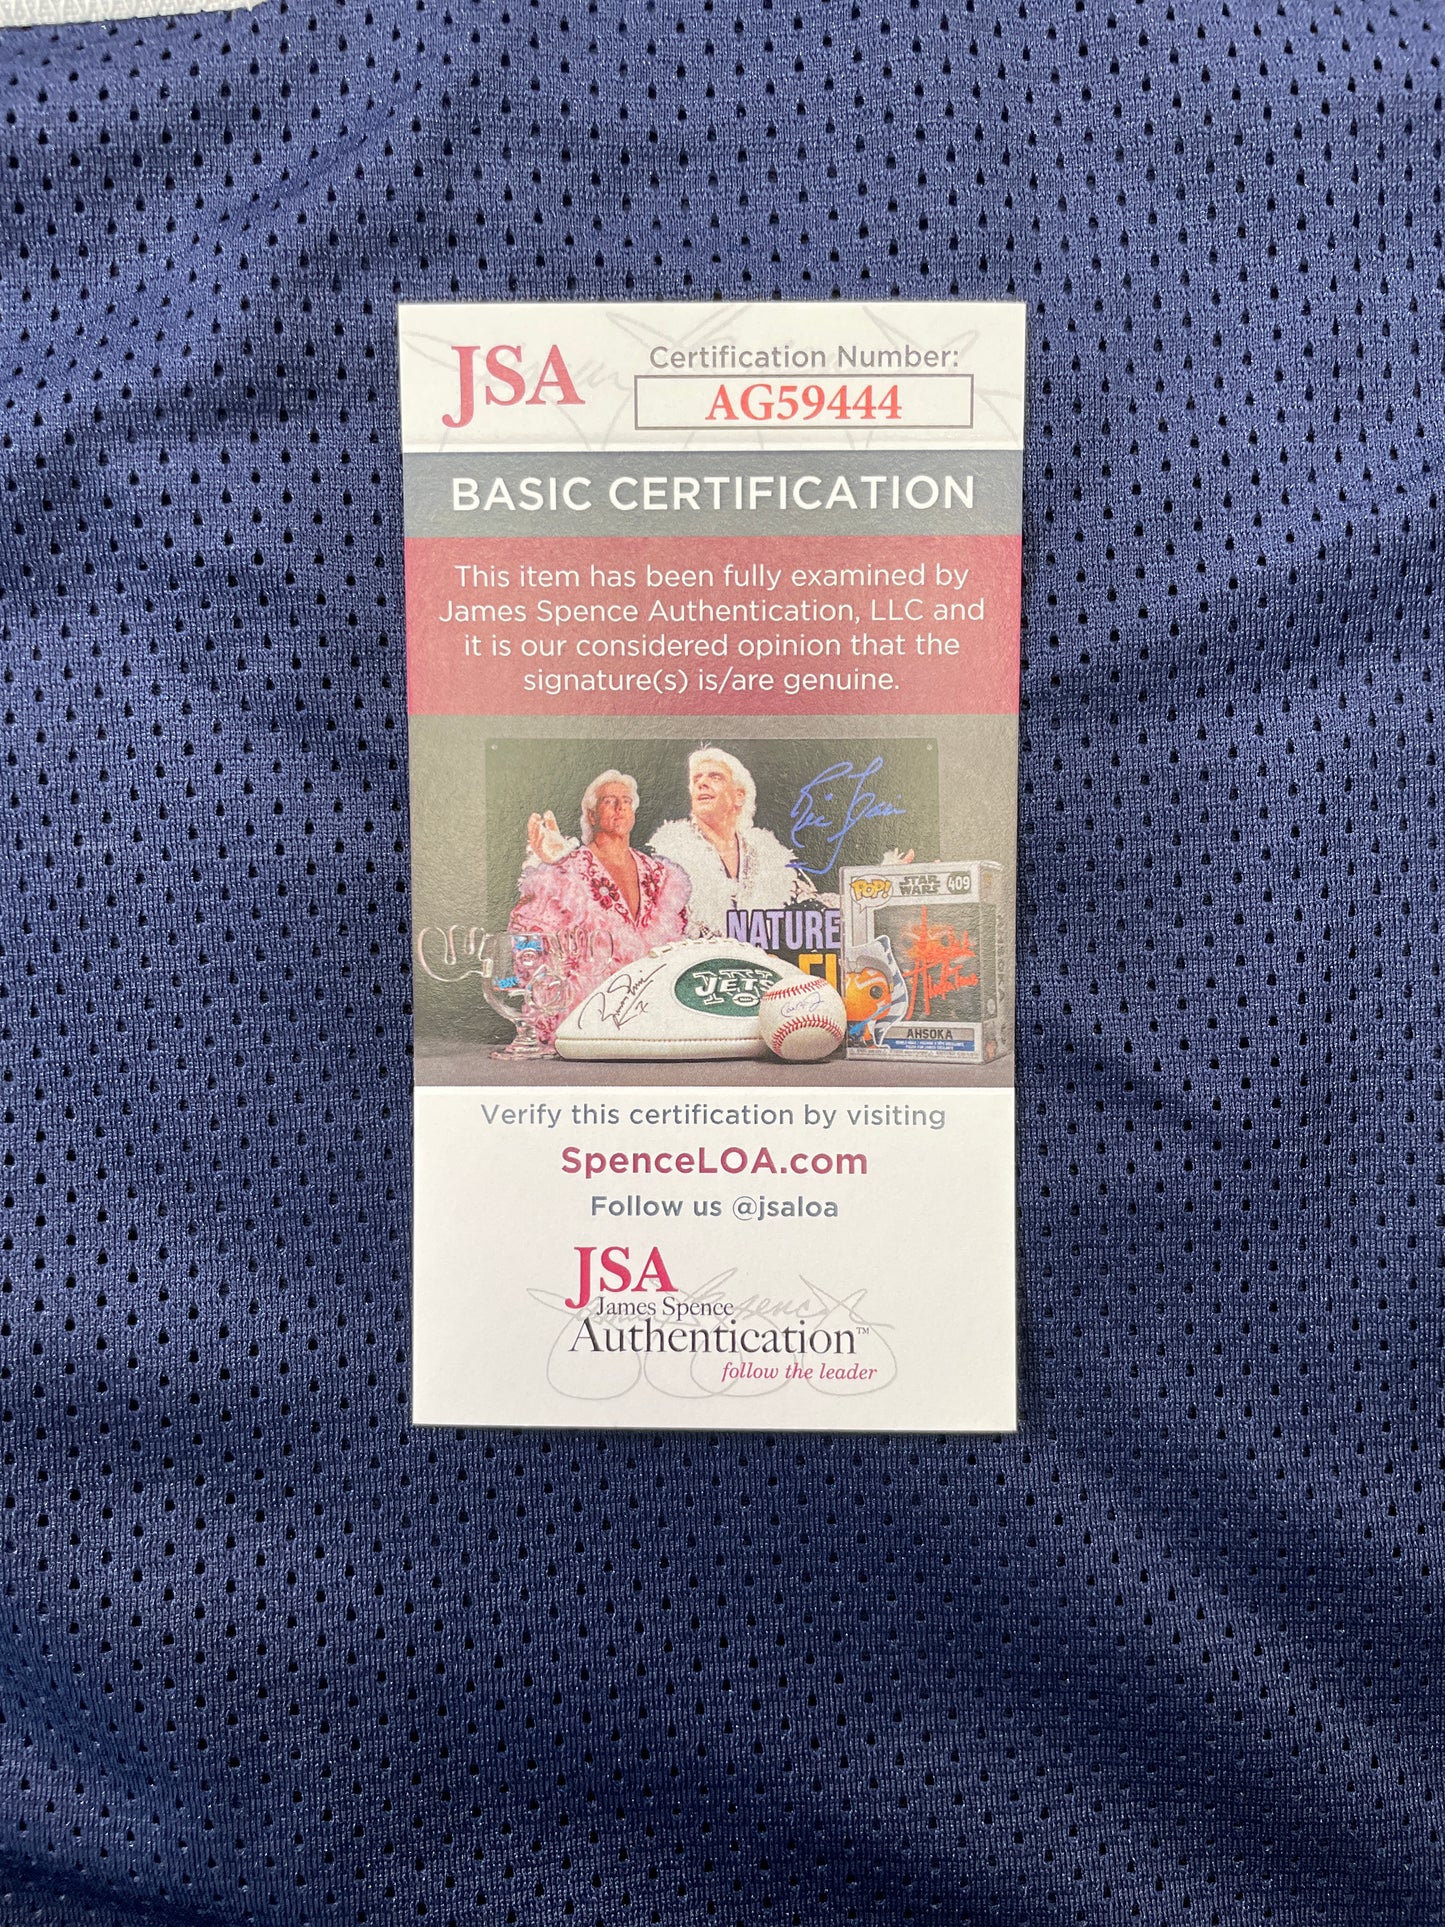 JSA
Certification Number:
AG59444
BASIC CERTIFICATION
This item has been fully examined by
James Spence Authentication, LLC and
it is our considered opinion that the
signature(s) is/are genuine.
NATURE
POP!
STAR
WARS
409
JETS
AHSOKA
Verify this certification by visiting
SpenceLOA.com
Follow us @jsaloa
JSA
James Spence
Authentication™
follow the leader